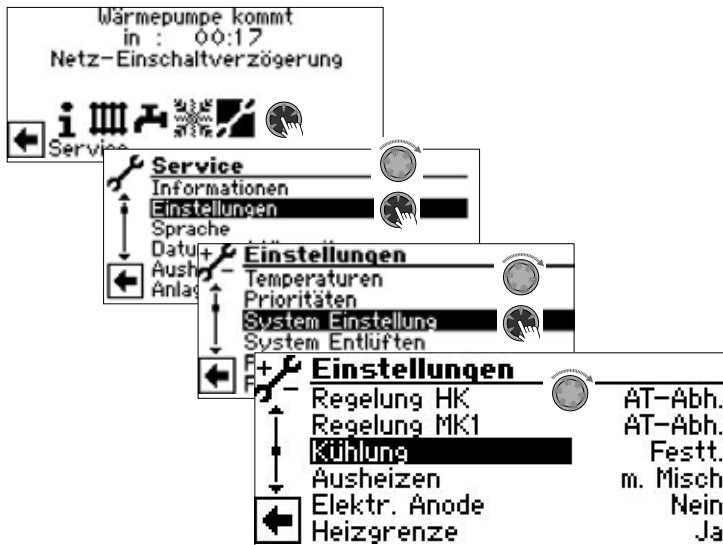 Wärmepumpe kommt
in : 00:17
Netz-Einschaltverzögerung
Service
Service
Informationen
Einstellungen
Sprache
Einstellungen
Temperaturen
Prioritäten
System Einstellung
System Entlüften
Einstellungen
Regelung HK AT-Abh.
Regelung MK1 AT-Abh.
Kühlung Festt.
Ausheizen m. Misch
Elektr. Anode Nein
Heizgrenze Ja